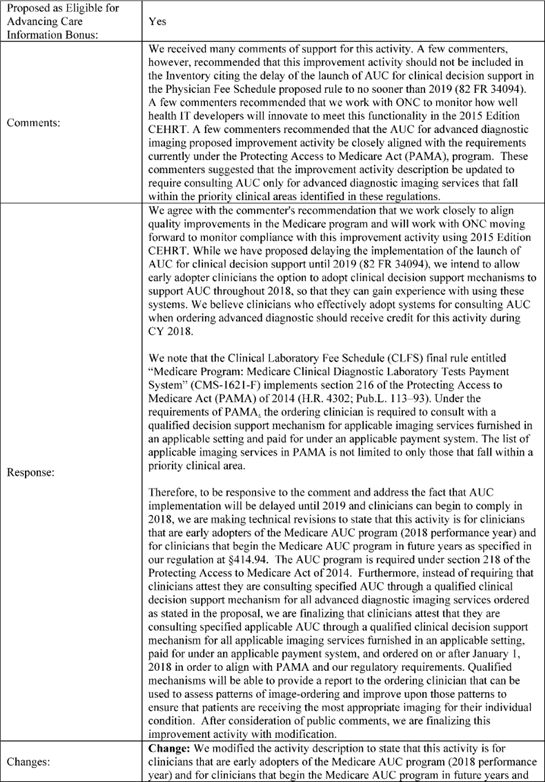 Proposed as Eligible for
Advancing Care
Information Bonus:
Yes
Comments:
We received many comments of support for this activity. A few commenters,
however, recommended that this improvement activity should not be included
in the Inventory citing the delay of the launch of AUC for clinical decision support in
the Physician Fee Schedule proposed rule to no sooner than 2019 (82 FR 34094).
A few commenters recommended that we work with ONC to monitor how well
health IT developers will innovate to meet this functionality in the 2015 Edition
CEHRT. A few commenters recommended that the AUC for advanced diagnostic
imaging proposed improvement activity be closely aligned with the requirements
currently under the Protecting Access to Medicare Act (PAMA), program. These
commenters suggested that the improvement activity description be updated to
require consulting AUC only for advanced diagnostic imaging services that fall
within the priority clinical areas identified in these regulations.
Response:
We agree with the commenter's recommendation that we work closely to align
quality improvements in the Medicare program and will work with ONC moving
forward to monitor compliance with this improvement activity using 2015 Edition
CEHRT. While we have proposed delaying the implementation of the launch of
AUC for clinical decision support until 2019 (82 FR 34094), we intend to allow
early adopter clinicians the option to adopt clinical decision support mechanisms to
support AUC throughout 2018, so that they can gain experience with using these
systems. We believe clinicians who effectively adopt systems for consulting AUC
when ordering advanced diagnostic should receive credit for this activity during
CY 2018.
We note that the Clinical Laboratory Fee Schedule (CLFS) final rule entitled
“Medicare Program: Medicare Clinical Diagnostic Laboratory Tests Payment
System” (CMS-1621-F) implements section 216 of the Protecting Access to
Medicare Act (PAMA) of 2014 (H.R. 4302; Pub.L. 113–93). Under the
requirements of PAMA, the ordering clinician is required to consult with a
qualified decision support mechanism for applicable imaging services furnished in
an applicable setting and paid for under an applicable payment system. The list of
applicable imaging services in PAMA is not limited to only those that fall within a
priority clinical area.
Therefore, to be responsive to the comment and address the fact that AUC
implementation will be delayed until 2019 and clinicians can begin to comply in
2018, we are making technical revisions to state that this activity is for clinicians
that are early adopters of the Medicare AUC program (2018 performance year) and
for clinicians that begin the Medicare AUC program in future years as specified in
our regulation at §414.94. The AUC program is required under section 218 of the
Protecting Access to Medicare Act of 2014. Furthermore, instead of requiring that
clinicians attest they are consulting specified AUC through a qualified clinical
decision support mechanism for all advanced diagnostic imaging services ordered
as stated in the proposal, we are finalizing that clinicians attest that they are
consulting specified applicable AUC through a qualified clinical decision support
mechanism for all applicable imaging services furnished in an applicable setting,
paid for under an applicable payment system, and ordered on or after January 1,
2018 in order to align with PAMA and our regulatory requirements. Qualified
mechanisms will be able to provide a report to the ordering clinician that can be
used to assess patterns of image-ordering and improve upon those patterns to
ensure that patients are receiving the most appropriate imaging for their individual
condition. After consideration of public comments, we are finalizing this
improvement activity with modification.
Changes:
Change: We modified the activity description to state that this activity is for
clinicians that are early adopters of the Medicare AUC program (2018 performance
year) and for clinicians that begin the Medicare AUC program in future years and